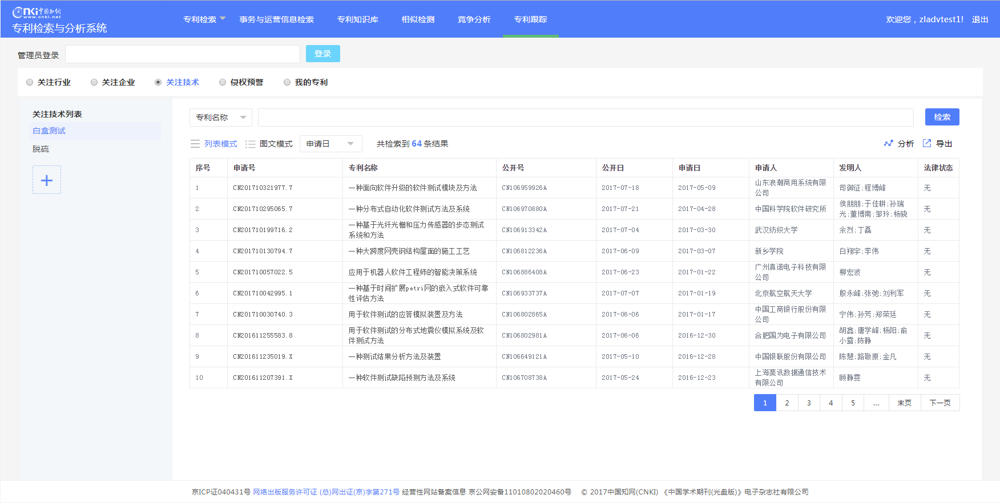 Cnki中国知网
www.cnki.net
专利检索与分析系统
专利检索 事务与运营信息检索 专利知识库 相似检测 竞争分析 专利跟踪
欢迎您，zladvtest1! 退出
管理员登录 登录
关注行业 关注企业 关注技术 侵权预警 我的专利
关注技术列表
白盒测试
脱硫
+
专利名称 检索
列表模式 图文模式 申请日 共检索到 64 条结果 分析 导出
序号 申请号 专利名称 公开号 公开日 申请日 申请人 发明人 法律状态
1 CN201710321977.7 一种面向软件升级的软件测试模块及方法 CN106959926A 2017-07-18 2017-05-09 山东浪潮商用系统有限公司 司御征;程博峰 无
2 CN201710295065.7 一种分布式自动化软件测试方法及系统 CN106970880A 2017-07-21 2017-04-28 中国科学院软件研究所 侯朋朋;于佳耕;孙瑞光;董博南;邹玲;杨骁 无
3 CN201710199716.2 一种基于光纤光栅和压力传感器的步态测试系统和方法 CN106913342A 2017-07-04 2017-03-30 武汉纺织大学 余烈;丁磊 无
4 CN201710130794.7 一种大跨度网壳钢结构屋面的施工工艺 CN106812236A 2017-06-09 2017-03-07 新乡学院 白翔宇;李伟 无
5 CN201710057022.5 应用于机器人软件工程师的智能决策系统 CN106886408A 2017-06-23 2017-01-22 广州真诺电子科技有限公司 柳宏波 无
6 CN201710042995.1 一种基于时间扩展petri网的嵌入式软件可靠性评估方法 CN106933737A 2017-07-07 2017-01-19 北京航空航天大学 殷永峰;张弛;刘利军 无
7 CN201710030740.3 用于软件测试的应答模拟装置及方法 CN106802865A 2017-06-06 2017-01-17 中国工商银行股份有限公司 宁伟;孙芳;郑荣廷 无
8 CN201611255583.8 用于软件测试的分布式地震仪模拟系统及软件测试方法 CN106802981A 2017-06-06 2016-12-30 合肥国为电子有限公司 胡鑫;唐学峰;杨阳;俞小露;陈静 无
9 CN201611235019.X 一种测试结果分析方法及装置 CN106649121A 2017-05-10 2016-12-28 中国银联股份有限公司 陈慧;路敬原;金凡 无
10 CN201611207391.X 一种软件测试缺陷预测方法及系统 CN106708738A 2017-05-24 2016-12-23 上海斐讯数据通信技术有限公司 顾静雯 无
1 2 3 4 5 ... 末页 下一页
京ICP证040431号 网络出版服务许可证 (总)网出证(京)字第271号 经营性网站备案信息 京公网安备11010802020460号 © 2017中国知网(CNKI) 《中国学术期刊(光盘版)》电子杂志社有限公司